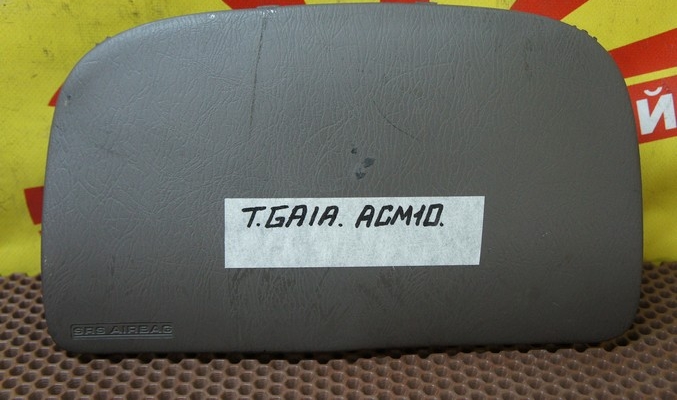 Й
T.GAIA. ACM10.
SRS AIRBAG